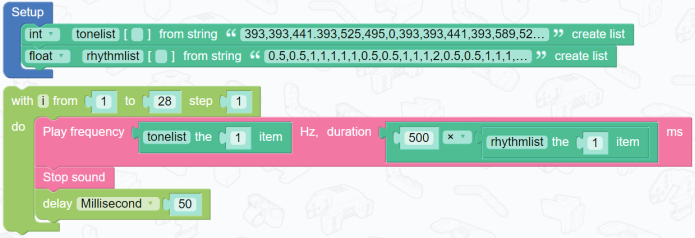 Setup
int tonelist [ ] from string “ 393,393,441.393,525,495,0,393,393,441,393,589,52... ” create list
float rhythmlist [ ] from string “ 0.5,0.5,1,1,1,1,1,0.5,0.5,1,1,1,2,0.5,0.5,1,1,1,... ” create list
with i from 1 to 28 step 1
do Play frequency tonelist the 1 item Hz, duration 500 × rhythmlist the 1 item ms
Stop sound
delay Millisecond 50